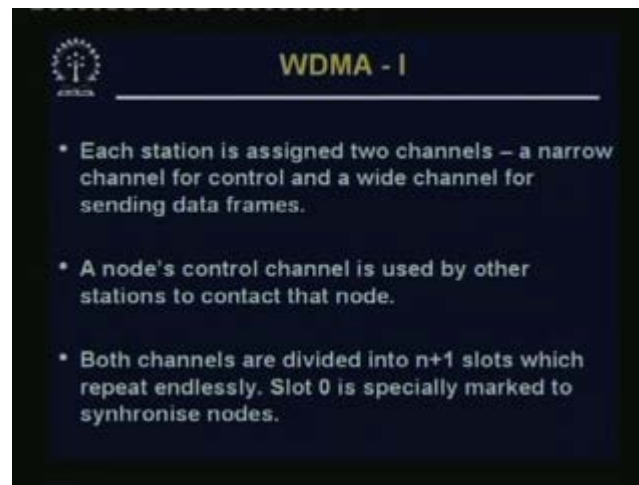 WDMA - I
• Each station is assigned two channels – a narrow
channel for control and a wide channel for
sending data frames.
• A node's control channel is used by other
stations to contact that node.
• Both channels are divided into n+1 slots which
repeat endlessly. Slot 0 is specially marked to
synhronise nodes.